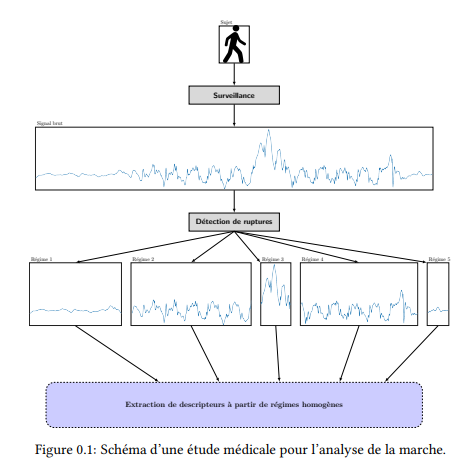 Sujet
Surveillance
Signal brut
Détection de ruptures
Régime 1
Régime 2
Régime 3
Régime 4
Régime 5
Extraction de descripteurs à partir de régimes homogènes
Figure 0.1: Schéma d'une étude médicale pour l'analyse de la marche.